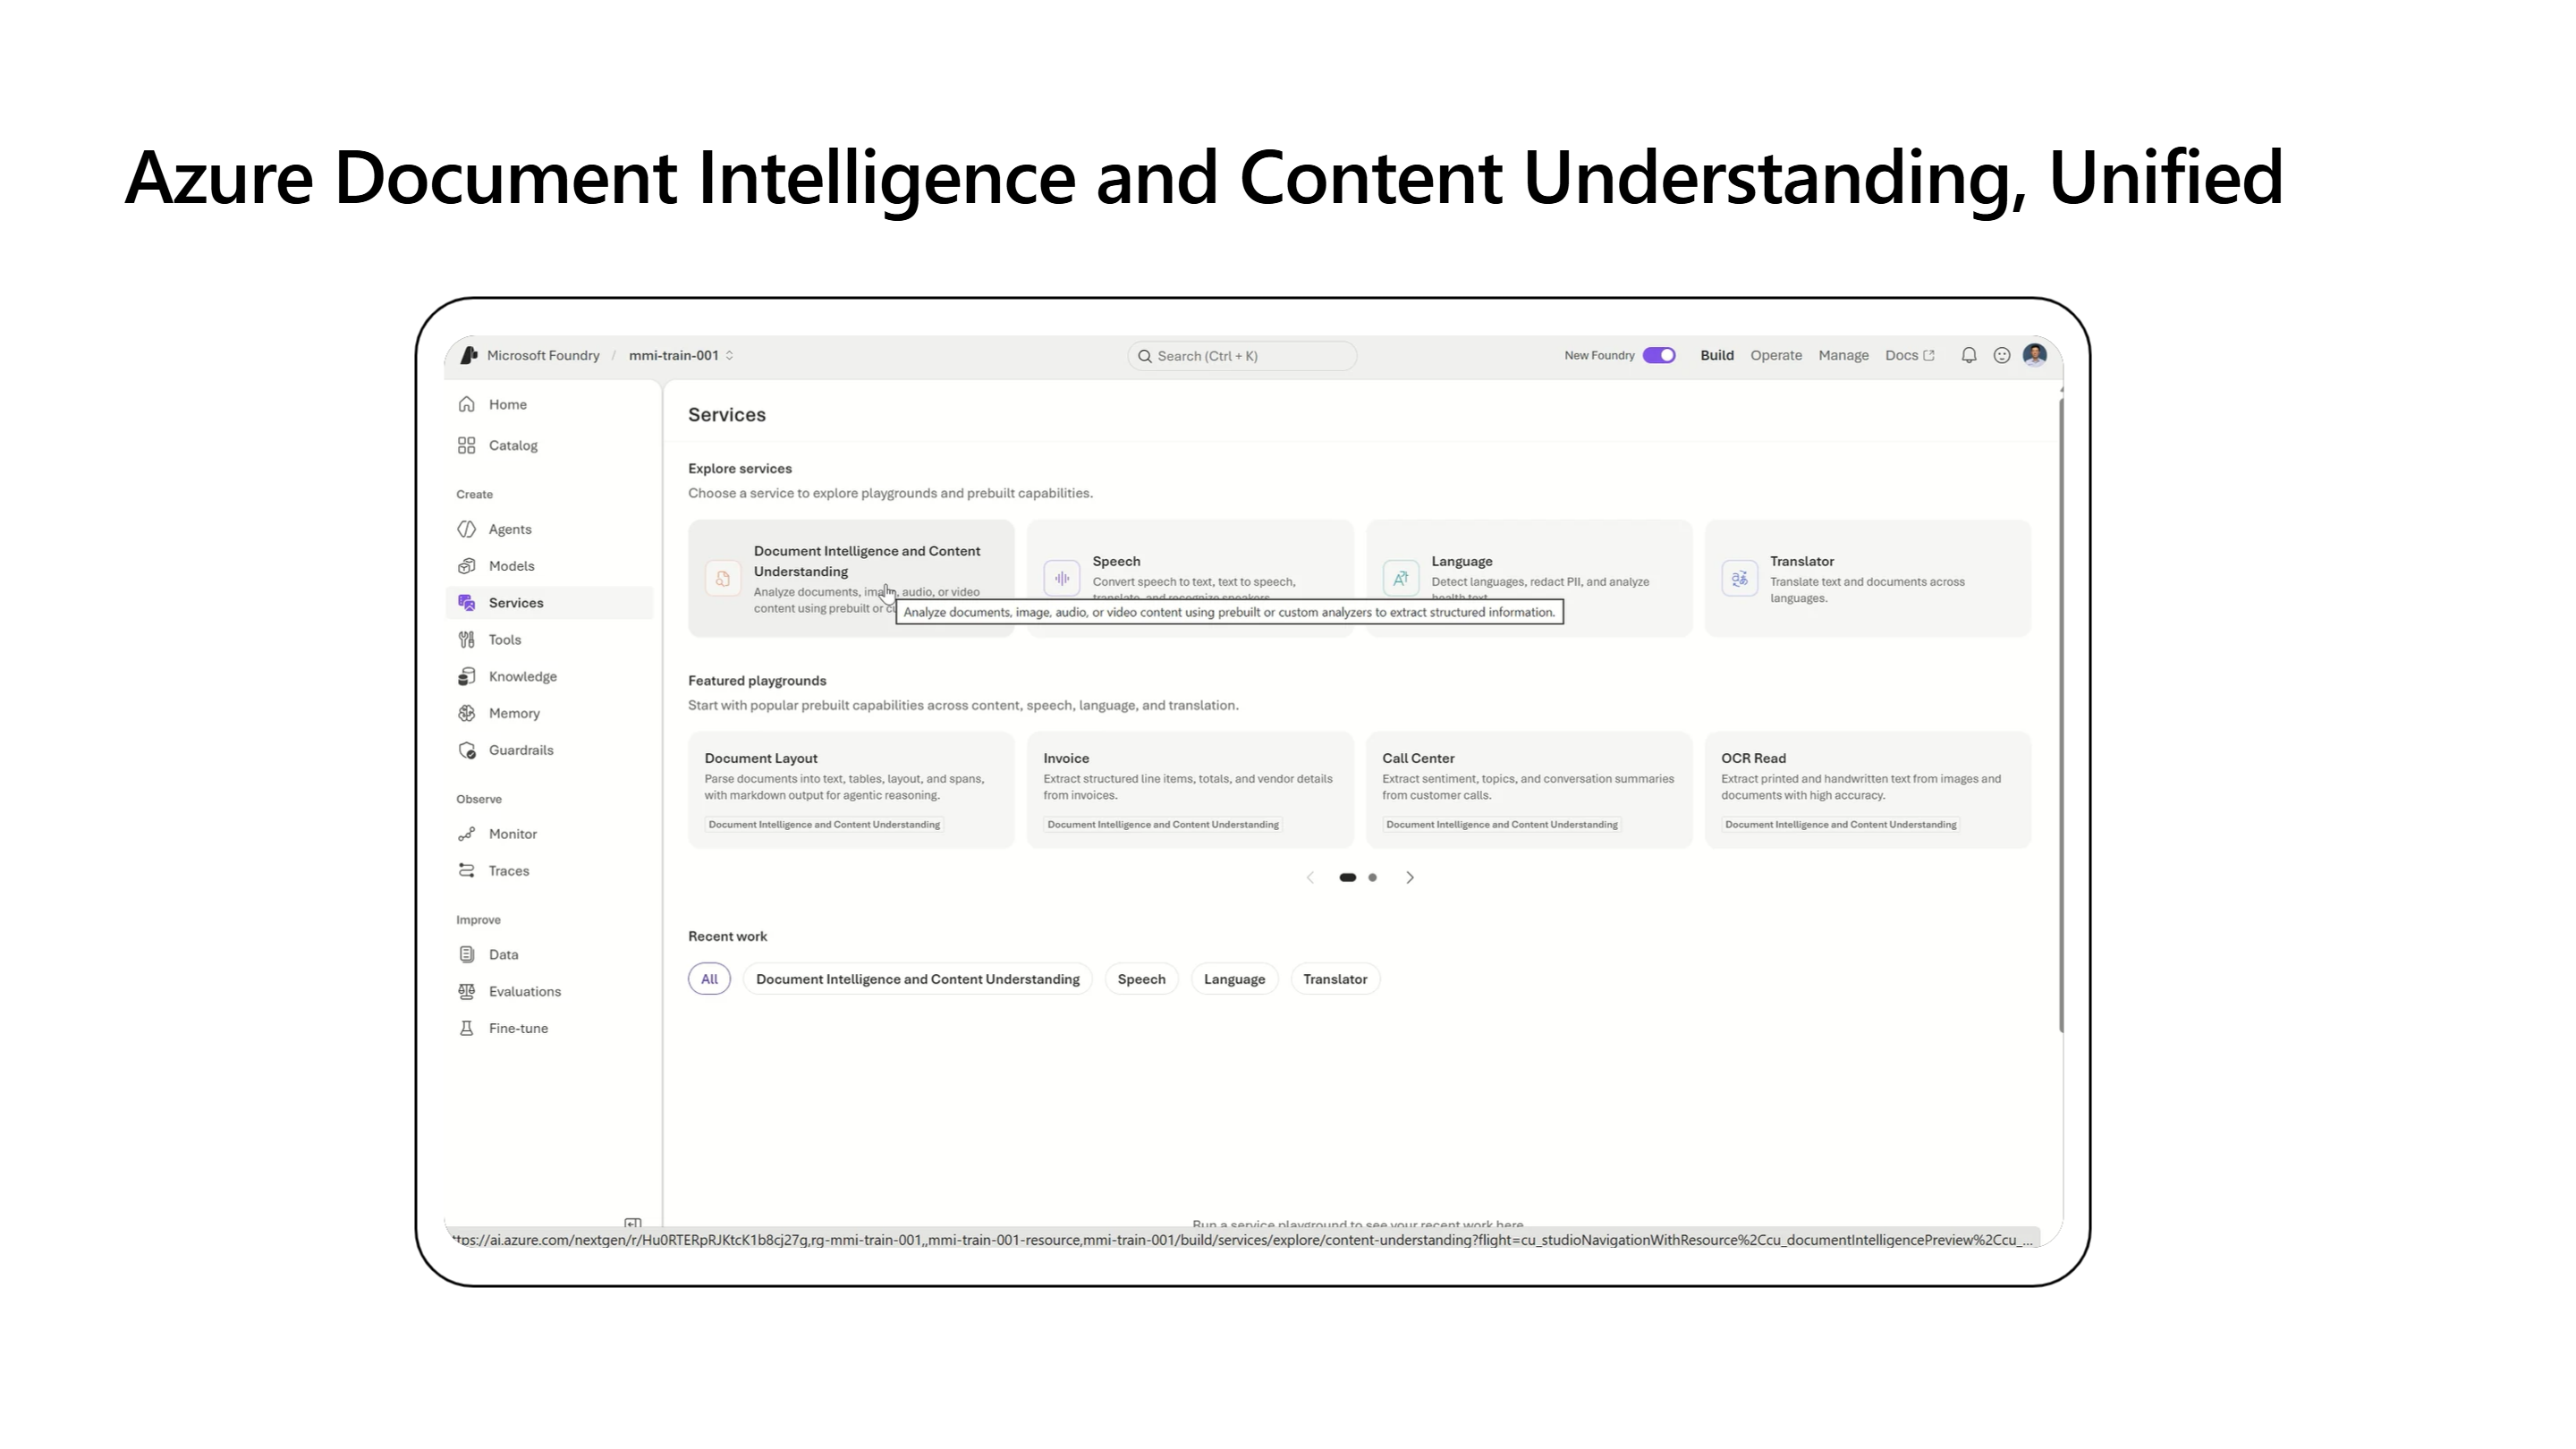 Azure Document Intelligence and Content Understanding, Unified
Microsoft Foundry / mmi-train-001
Search (Ctrl + K)
New Foundry
Build
Operate
Manage
Docs
Home
Catalog
Create
Agents
Models
Services
Tools
Knowledge
Memory
Guardrails
Observe
Monitor
Traces
Improve
Data
Evaluations
Fine-tune
Services
Explore services
Choose a service to explore playgrounds and prebuilt capabilities.
Document Intelligence and Content
Understanding
Analyze documents, image, audio, or video
content using prebuilt or
Speech
Convert speech to text, text to speech,
translate, and recognize speakers
Language
Detect languages, redact PII, and analyze
health text
Translator
Translate text and documents across
languages.
Analyze documents, image, audio, or video content using prebuilt or custom analyzers to extract structured information.
Featured playgrounds
Start with popular prebuilt capabilities across content, speech, language, and translation.
Document Layout
Parse documents into text, tables, layout, and spans,
with markdown output for agentic reasoning.
Document Intelligence and Content Understanding
Invoice
Extract structured line items, totals, and vendor details
from invoices.
Document Intelligence and Content Understanding
Call Center
Extract sentiment, topics, and conversation summaries
from customer calls.
Document Intelligence and Content Understanding
OCR Read
Extract printed and handwritten text from images and
documents with high accuracy.
Document Intelligence and Content Understanding
Recent work
All
Document Intelligence and Content Understanding
Speech
Language
Translator
Run a service playground to see your recent work here
ttps://ai.azure.com/nextgen/r/Hu0RTERpRJKtcK1b8cj27g,rg-mmi-train-001,,mmi-train-001-resource,mmi-train-001/build/services/explore/content-understanding?flight=cu_studioNavigationWithResource%2Ccu_documentIntelligencePreview%2Ccu_...